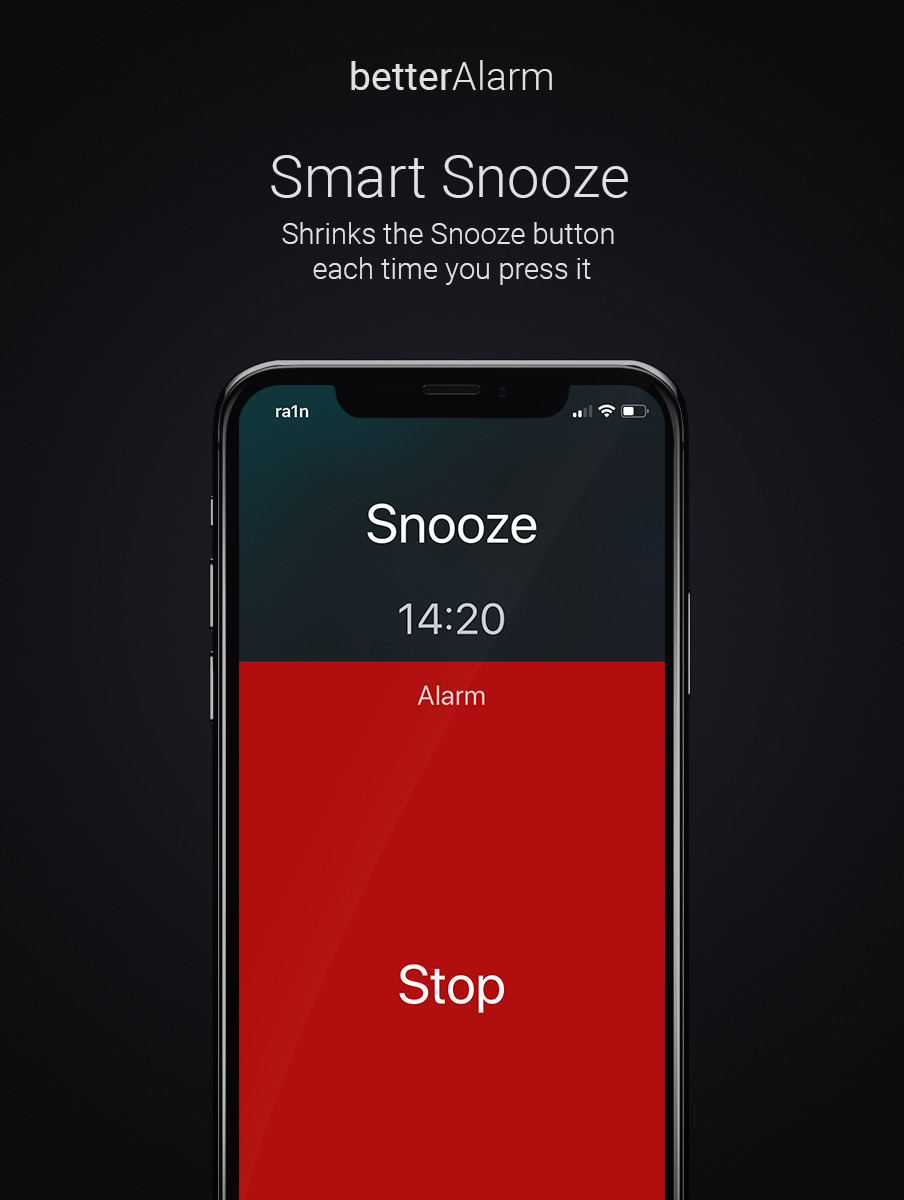 betterAlarm
Smart Snooze
Shrinks the Snooze button
each time you press it
ra1n
Snooze
14:20
Alarm
Stop